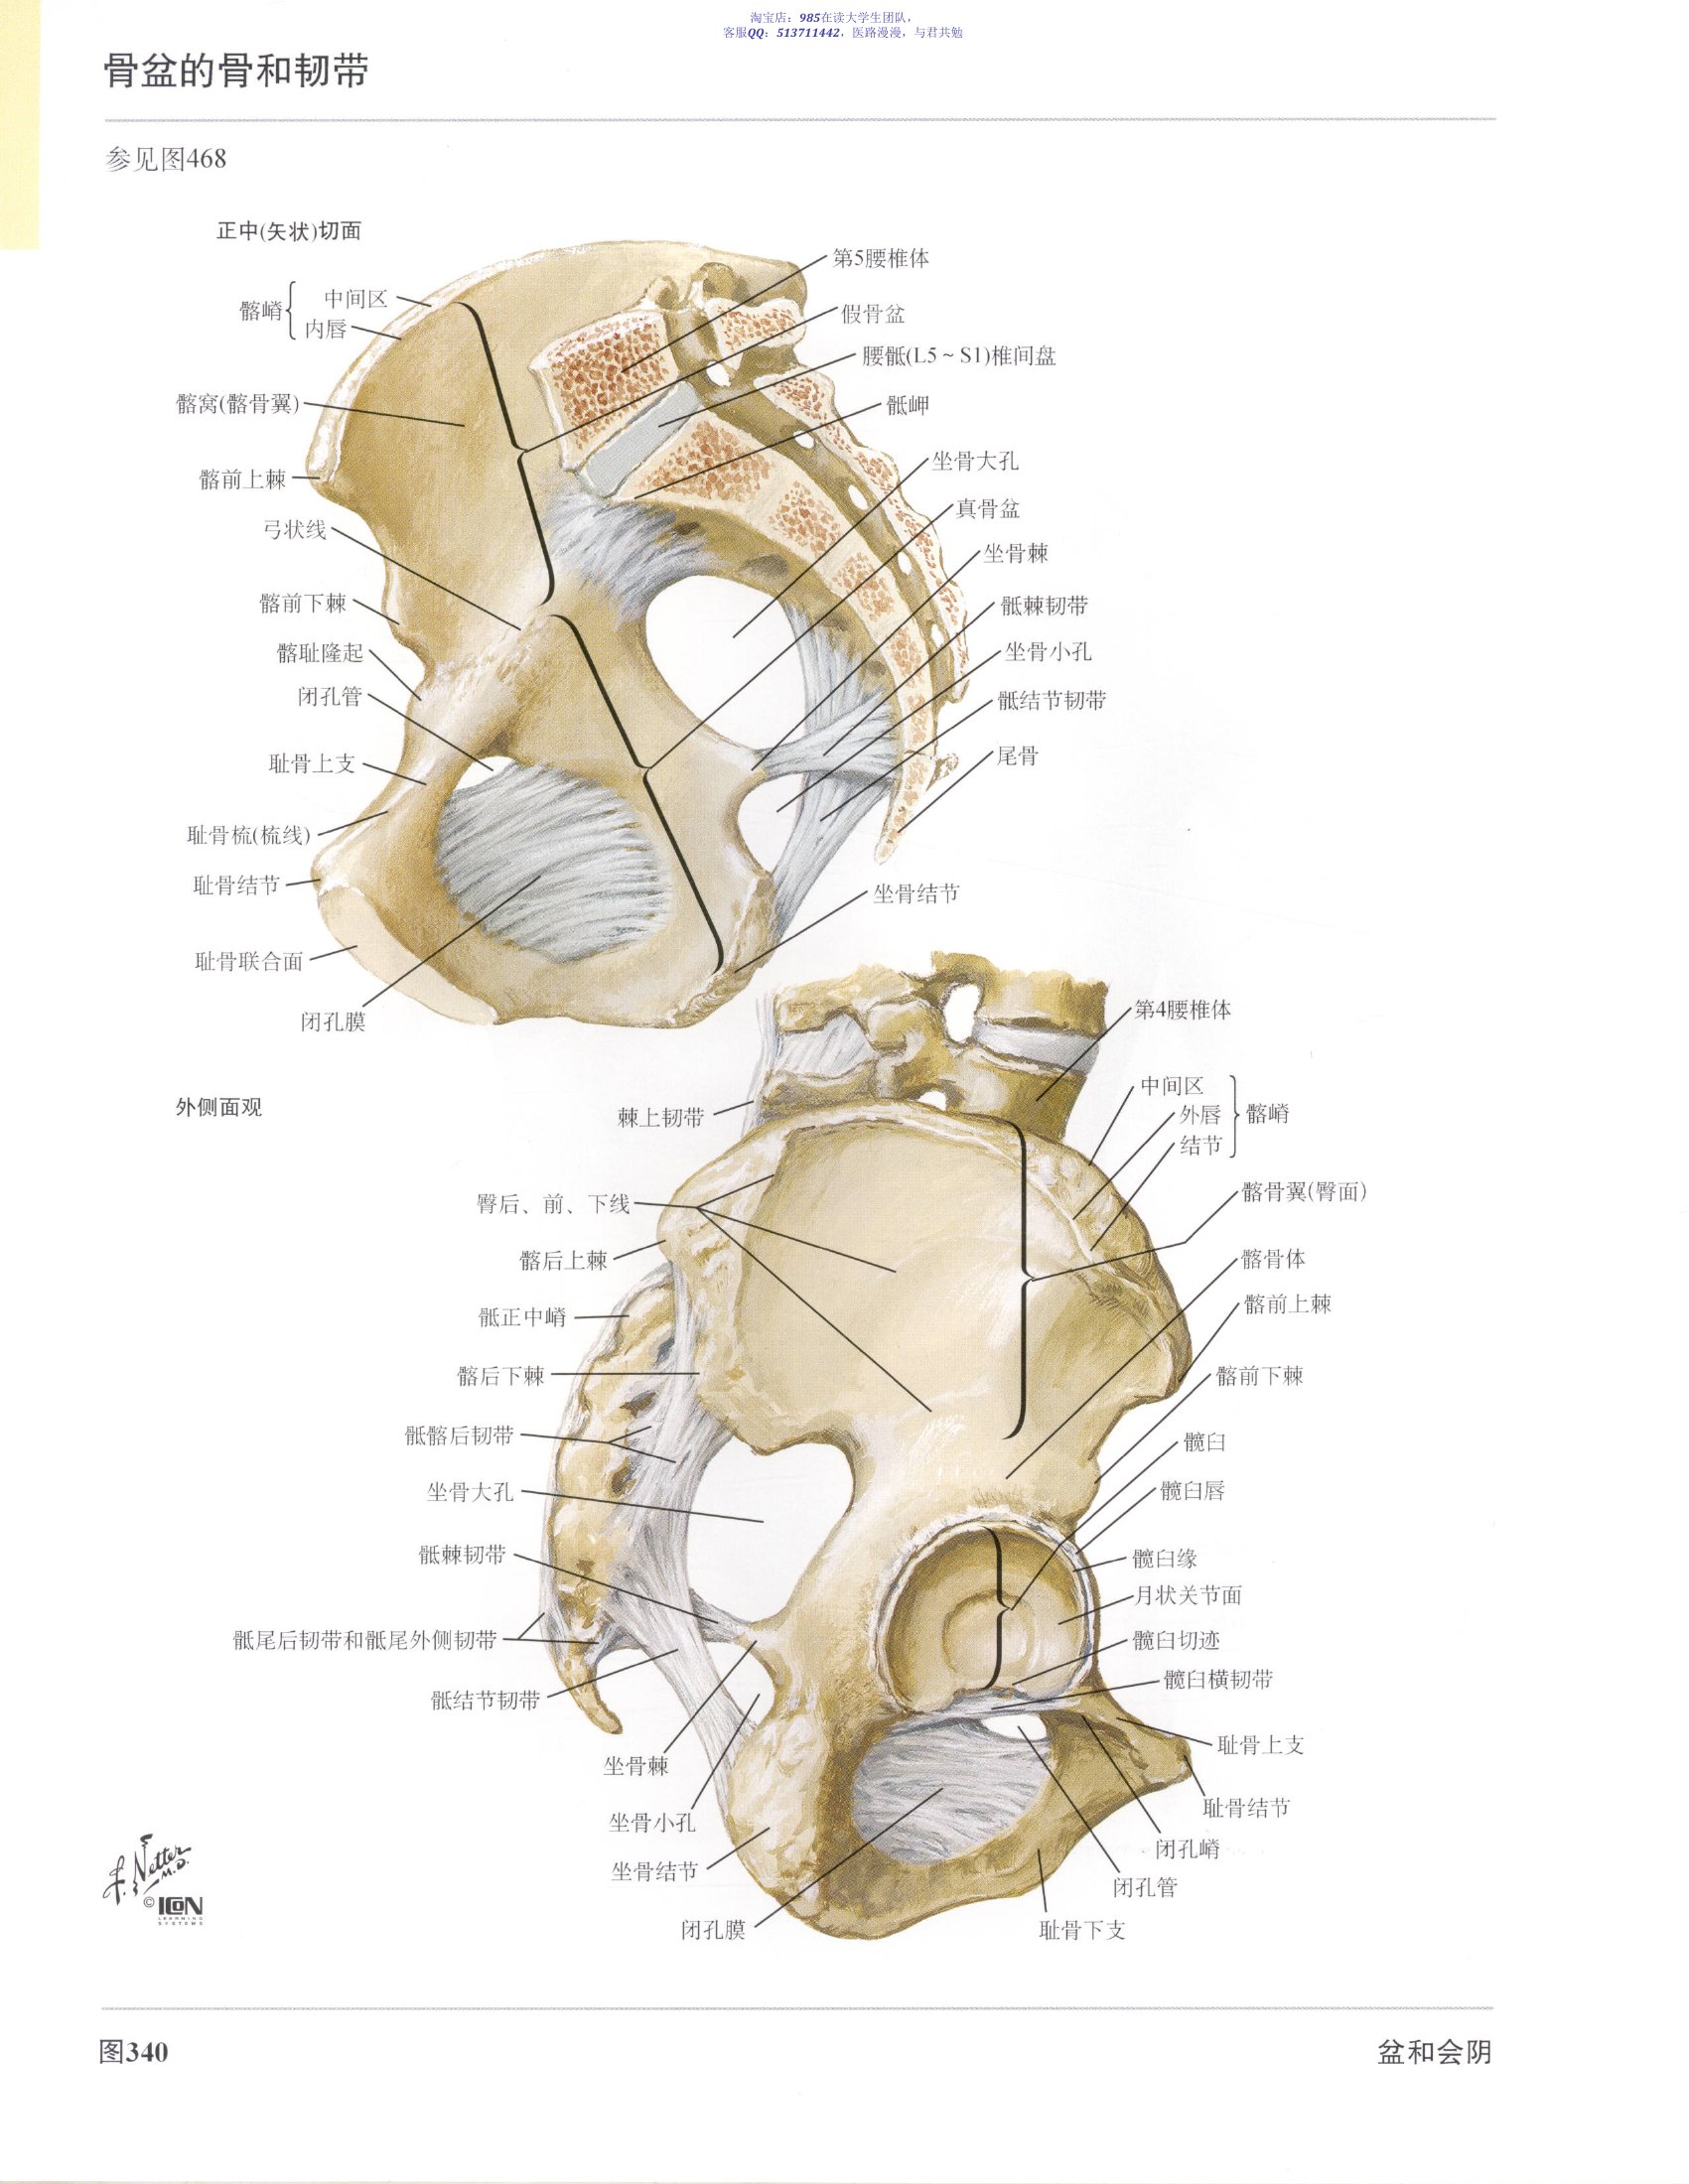 淘宝店：985在读大学生团队，
客服QQ：513711442，医路漫漫，与君共勉
骨盆的骨和韧带
参见图468
正中(矢状)切面
髂嵴
中间区
内唇
髂窝(髂骨翼)
髂前上棘
弓状线
髂前下棘
髂耻隆起
闭孔管
耻骨上支
耻骨梳(梳线)
耻骨结节
耻骨联合面
闭孔膜
第5腰椎体
假骨盆
腰骶(L5～S1)椎间盘
骶岬
坐骨大孔
真骨盆
坐骨棘
骶棘韧带
坐骨小孔
骶结节韧带
尾骨
坐骨结节
外侧面观
棘上韧带
臀后、前、下线
髂后上棘
骶正中嵴
髂后下棘
骶髂后韧带
坐骨大孔
骶棘韧带
骶尾后韧带和骶尾外侧韧带
骶结节韧带
坐骨棘
坐骨小孔
坐骨结节
闭孔膜
第4腰椎体
中间区
外唇
结节
髂嵴
髂骨翼(臀面)
髂骨体
髂前上棘
髂前下棘
髋臼
髋臼唇
髋臼缘
月状关节面
髋臼切迹
髋臼横韧带
耻骨上支
耻骨结节
闭孔嵴
闭孔管
耻骨下支
F. Netter
M.D.
© ICON
LEARNING
SYSTEMS
图340
盆和会阴